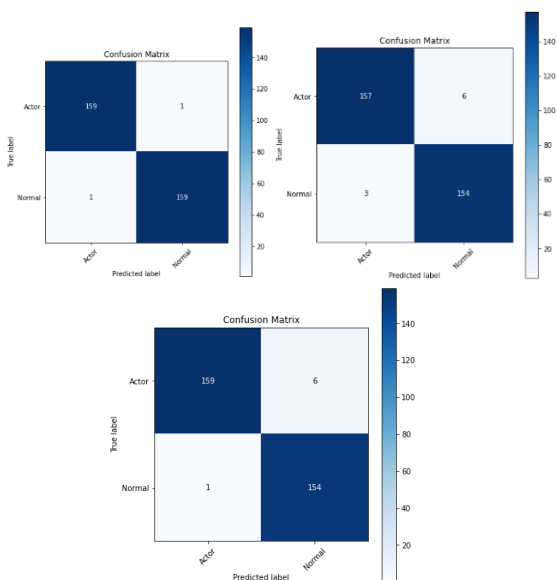 Confusion Matrix
Actor
159
1
Normal
1
159
True label
Actor
Normal
Predicted label
140
120
100
80
60
40
20
Confusion Matrix
Actor
157
6
Normal
3
154
True label
Actor
Normal
Predicted label
140
120
100
80
60
40
20
Confusion Matrix
Actor
159
6
Normal
1
154
True label
Actor
Normal
Predicted label
140
120
100
80
60
40
20